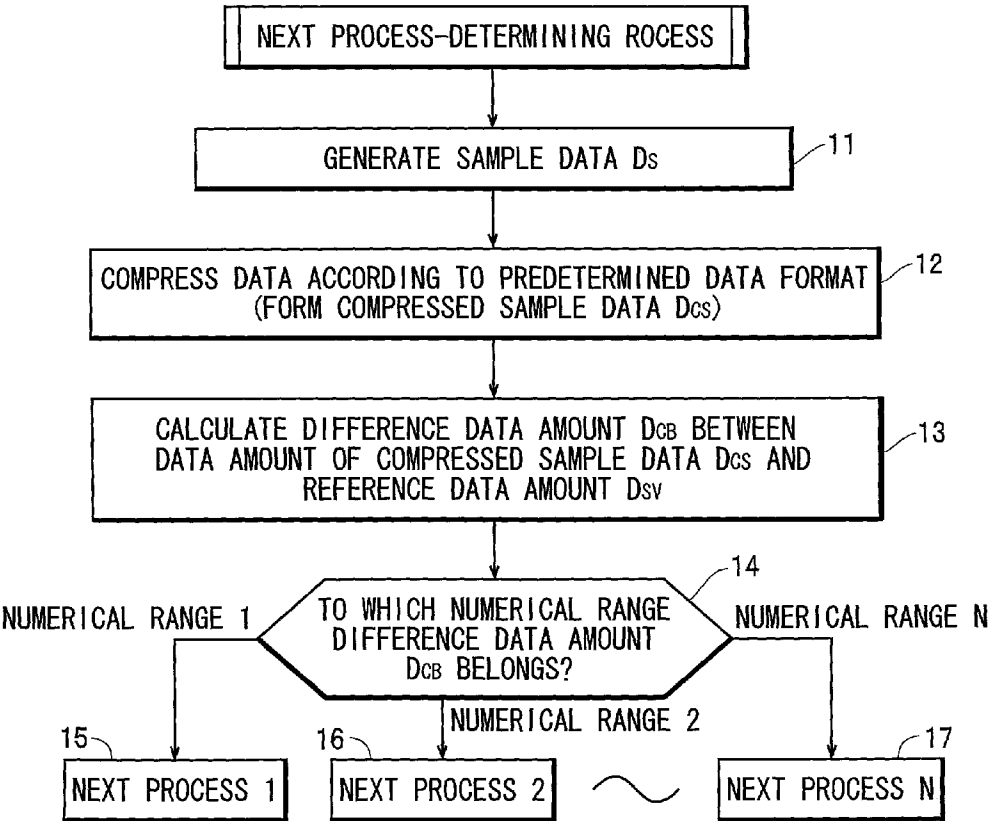 NEXT PROCESS-DETERMINING ROCESS
GENERATE SAMPLE DATA DS
11
COMPRESS DATA ACCORDING TO PREDETERMINED DATA FORMAT
(FORM COMPRESSED SAMPLE DATA DCS)
12
CALCULATE DIFFERENCE DATA AMOUNT DCB BETWEEN
DATA AMOUNT OF COMPRESSED SAMPLE DATA DCS AND
REFERENCE DATA AMOUNT DSV
13
14
TO WHICH NUMERICAL RANGE
DIFFERENCE DATA AMOUNT
DCB BELONGS?
NUMERICAL RANGE 1
NUMERICAL RANGE N
NUMERICAL RANGE 2
15
NEXT PROCESS 1
16
NEXT PROCESS 2
17
NEXT PROCESS N